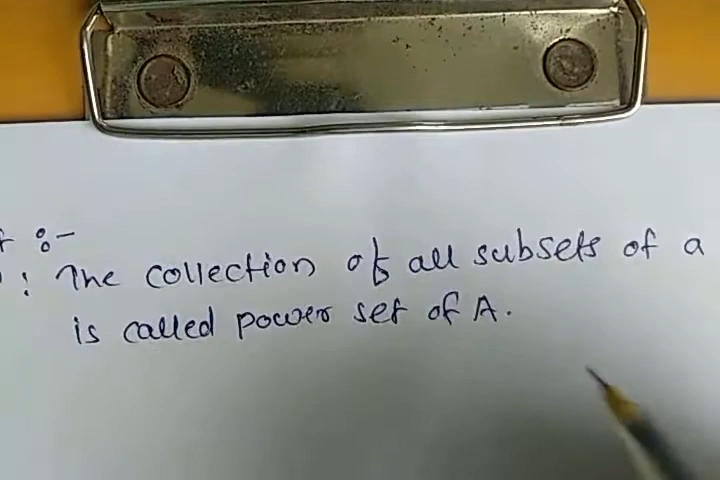 :-
: The collection of all subsets of a
is called power set of A.